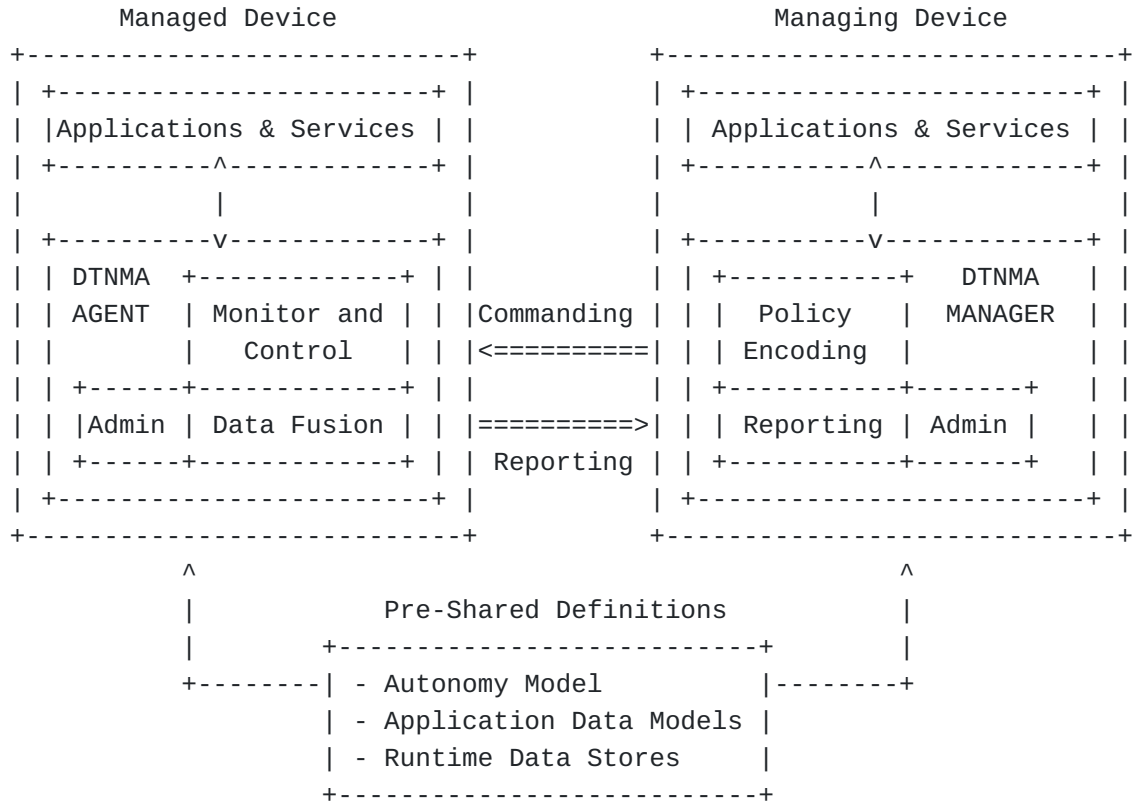 Managed Device Managing Device
Applications & Services Applications & Services
DTNMA DTNMA
AGENT Monitor and Commanding Policy MANAGER
Control Encoding
Admin Data Fusion Reporting Admin
Reporting
Pre-Shared Definitions
- Autonomy Model
- Application Data Models
- Runtime Data Stores